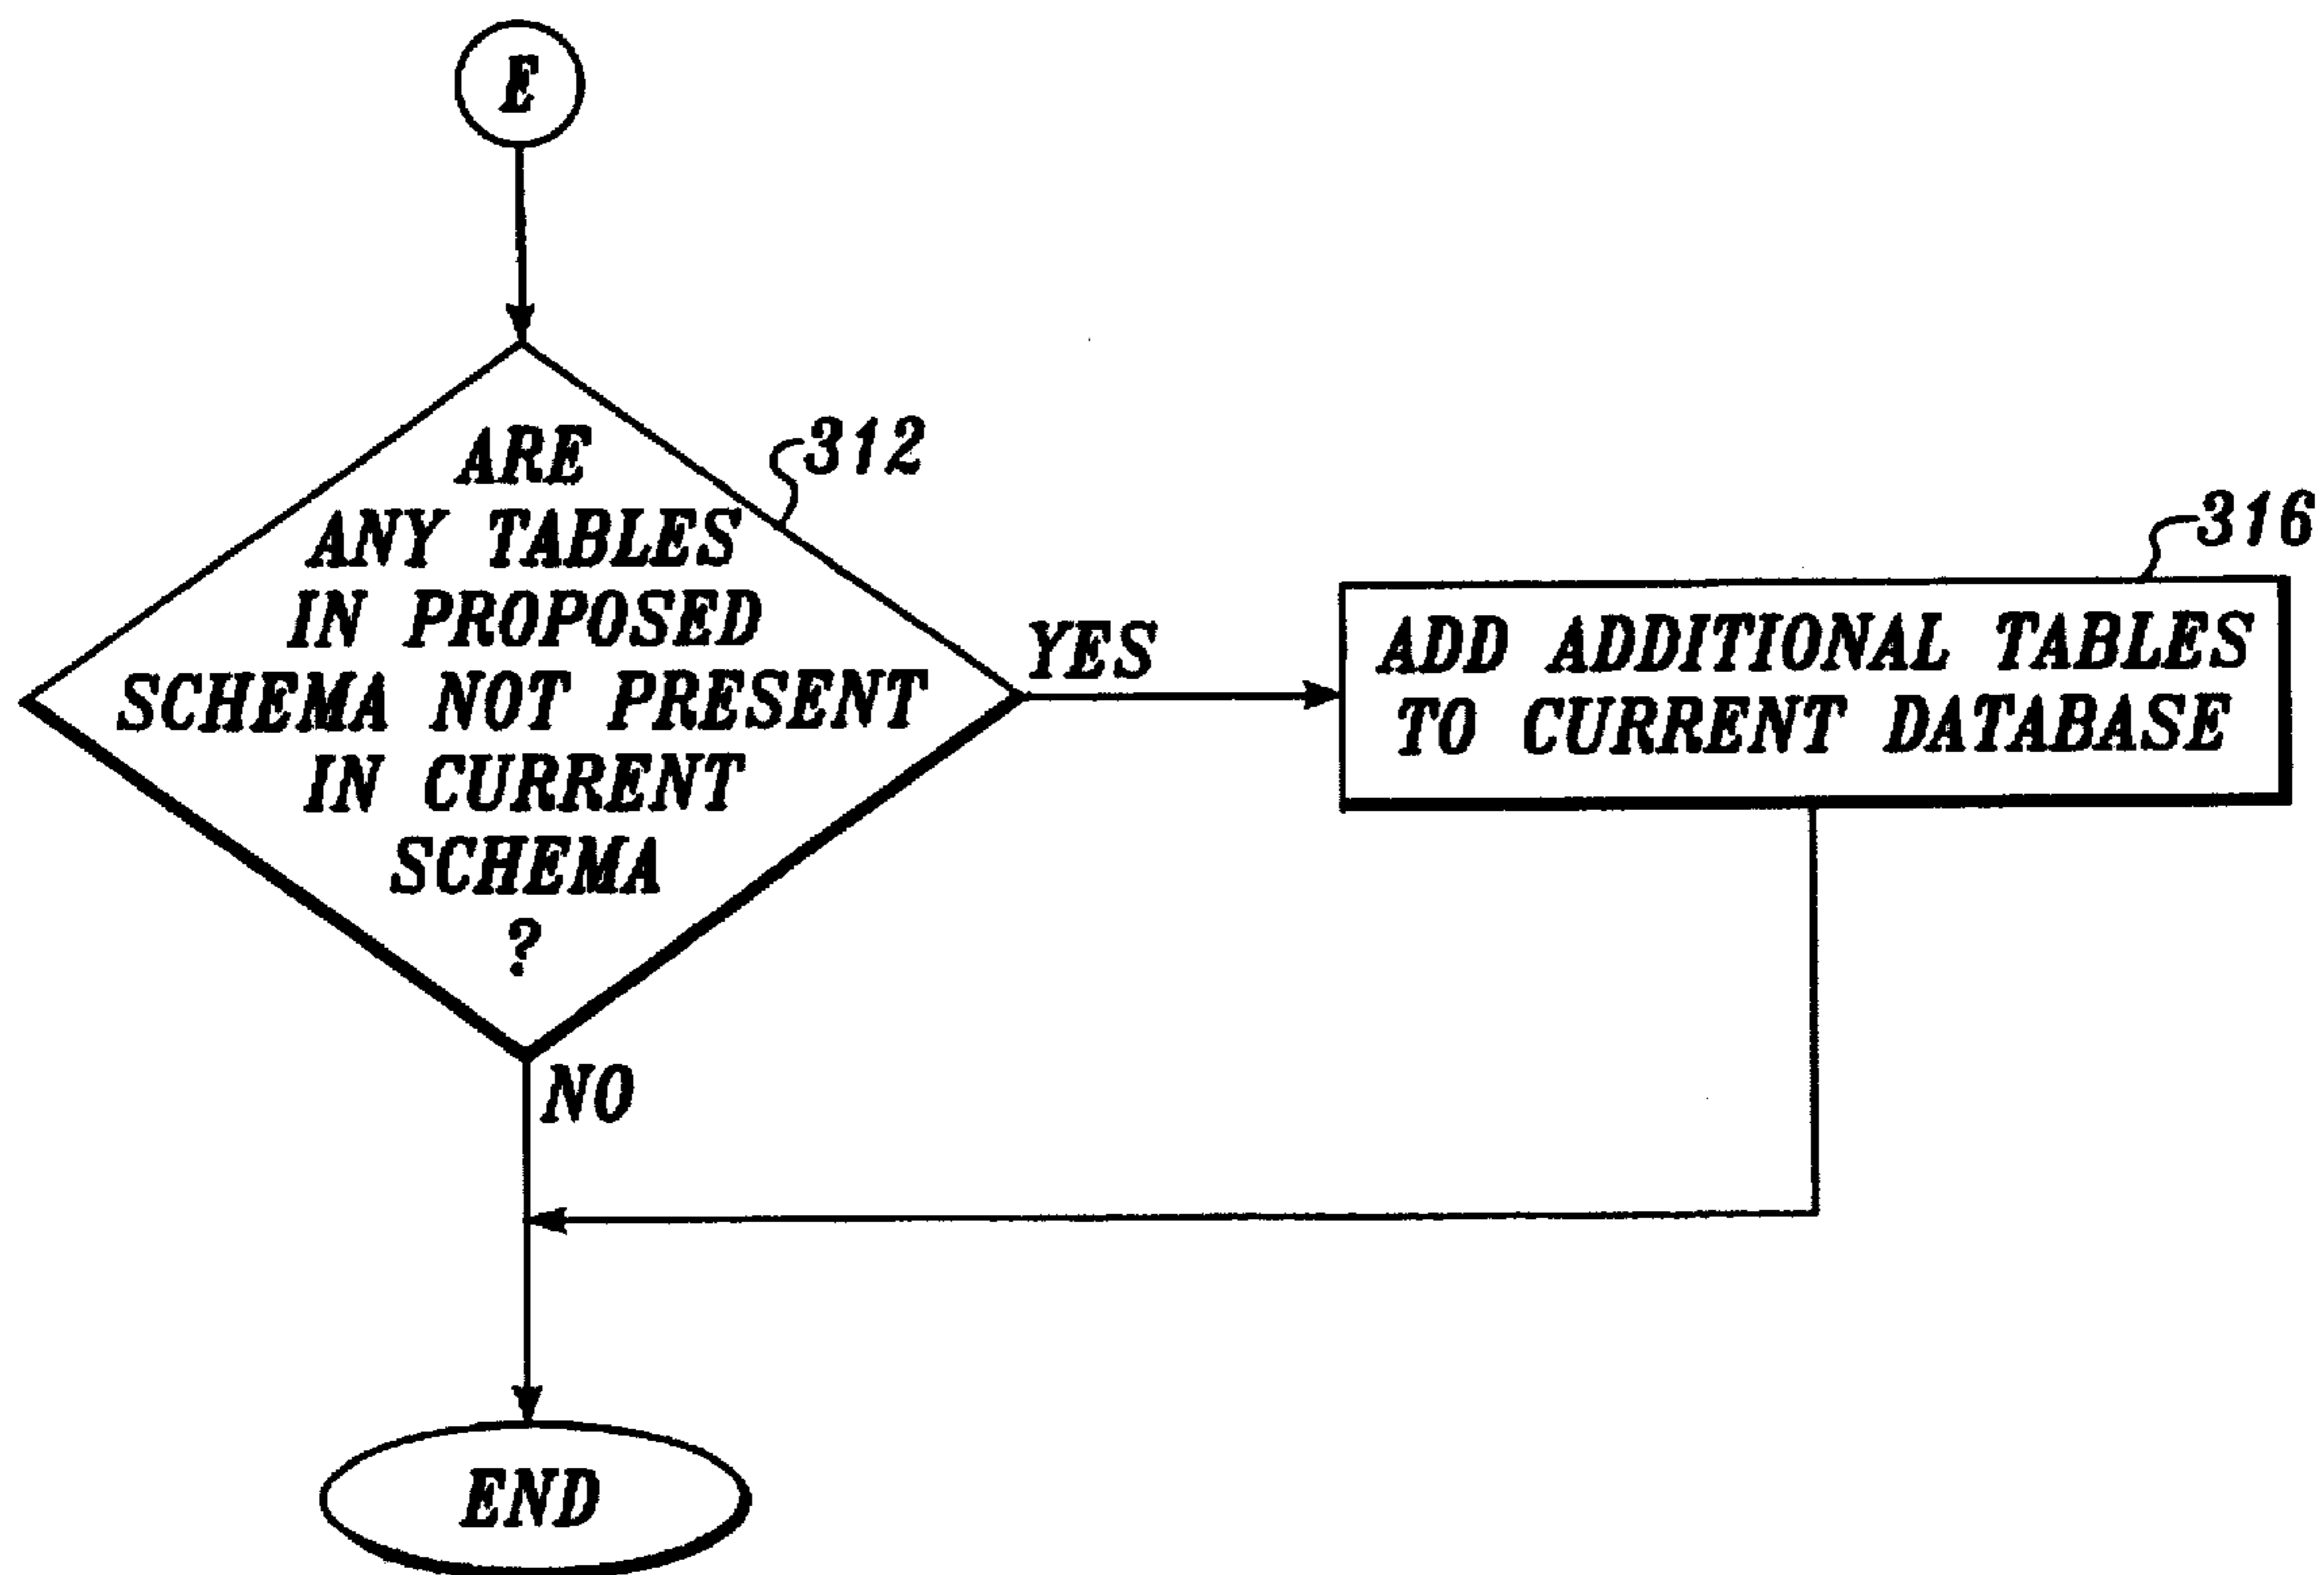 E
312
ARE
ANY TABLES
IN PROPOSED
SCHEMA NOT PRESENT
IN CURRENT
SCHEMA
?
YES
316
ADD ADDITIONAL TABLES
TO CURRENT DATABASE
NO
END